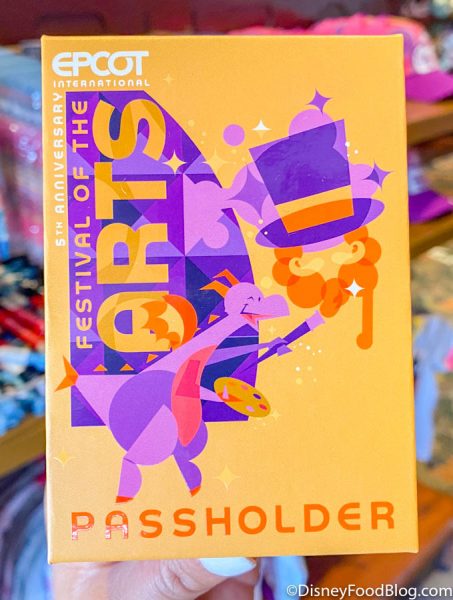 EPCOT
INTERNATIONAL
5TH ANNIVERSARY
FESTIVAL OF THE
ARTS
PASSHOLDER
©DisneyFoodBlog.com